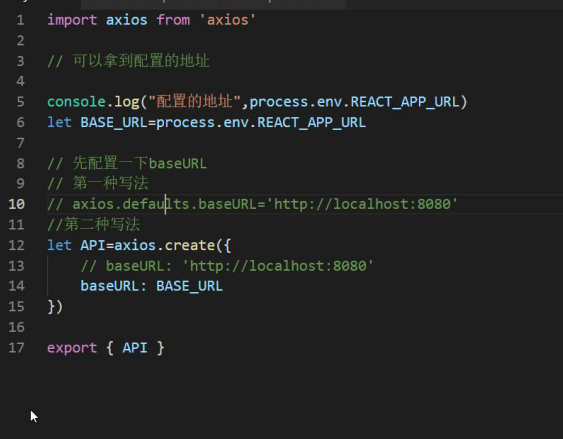 1 import axios from 'axios'
2
3 // 可以拿到配置的地址
4
5 console.log("配置的地址",process.env.REACT_APP_URL)
6 let BASE_URL=process.env.REACT_APP_URL
7
8 // 先配置一下baseURL
9 // 第一种写法
10 // axios.defaults.baseURL='http://localhost:8080'
11 //第二种写法
12 let API=axios.create({
13     // baseURL: 'http://localhost:8080'
14     baseURL: BASE_URL
15 })
16
17 export { API }